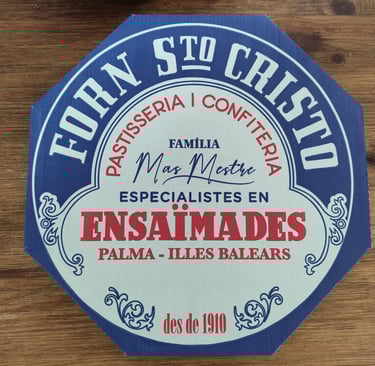 FORN STO CRISTO
PASTISSERIA I CONFITERIA
FAMÍLIA
Mas Mestre
ESPECIALISTES EN
ENSAÏMADES
PALMA - ILLES BALEARS
des de 1910